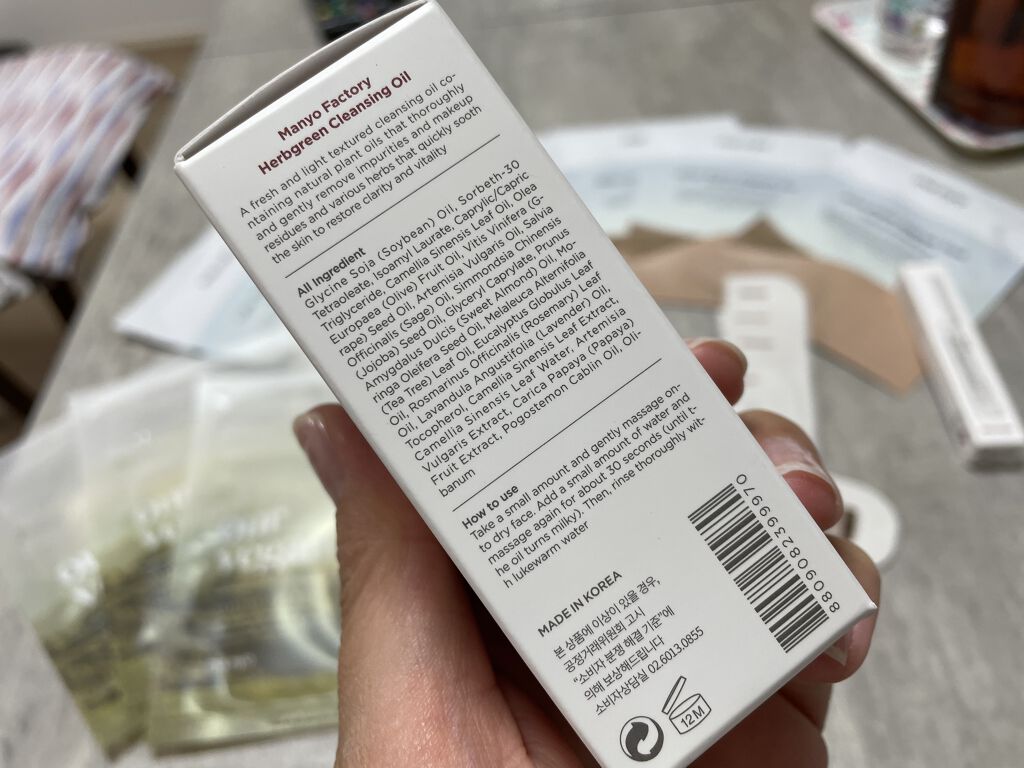 Manyo Factory
Herbgreen Cleansing Oil
A fresh and light textured cleansing oil co-
ntaining natural plant oils that thoroughly
and gently remove impurities and makeup
residues and various herbs that quickly sooth
the skin to restore clarity and vitality
All Ingredient
Glycine Soja (Soybean) Oil, Sorbeth-30
Tetraoleate, Isoamyl Laurate, Caprylic/Capric
Triglyceride, Camellia Sinensis Leaf Oil, Olea
Europaea (Olive) Fruit Oil, Vitis Vinifera (G-
rape) Seed Oil, Artemisia Vulgaris Oil, Salvia
Officinalis (Sage) Oil, Simmondsia Chinensis
(Jojoba) Seed Oil, Glyceryl Caprylate, Prunus
Amygdalus Dulcis (Sweet Almond) Oil, Mo-
ringa Oleifera Seed Oil, Melaleuca Alternifolia
(Tea Tree) Leaf Oil, Eucalyptus Globulus Leaf
Oil, Rosmarinus Officinalis (Rosemary) Leaf
Oil, Lavandula Angustifolia (Lavender) Oil,
Tocopherol, Camellia Sinensis Leaf Extract,
Camellia Sinensis Leaf Water, Artemisia
Vulgaris Extract, Carica Papaya (Papaya)
Fruit Extract, Pogostemon Cablin Oil, Oli-
banum
How to use
Take a small amount and gently massage on-
to dry face. Add a small amount of water and
massage again for about 30 seconds (until t-
he oil turns milky). Then, rinse thoroughly wit-
h lukewarm water
MADE IN KOREA
본 상품에 이상이 있을 경우,
공정거래위원회 고시
“소비자 분쟁 해결 기준”에
의해 보상해드립니다
소비자상담실 02.6013.0855
12M
8809082399970